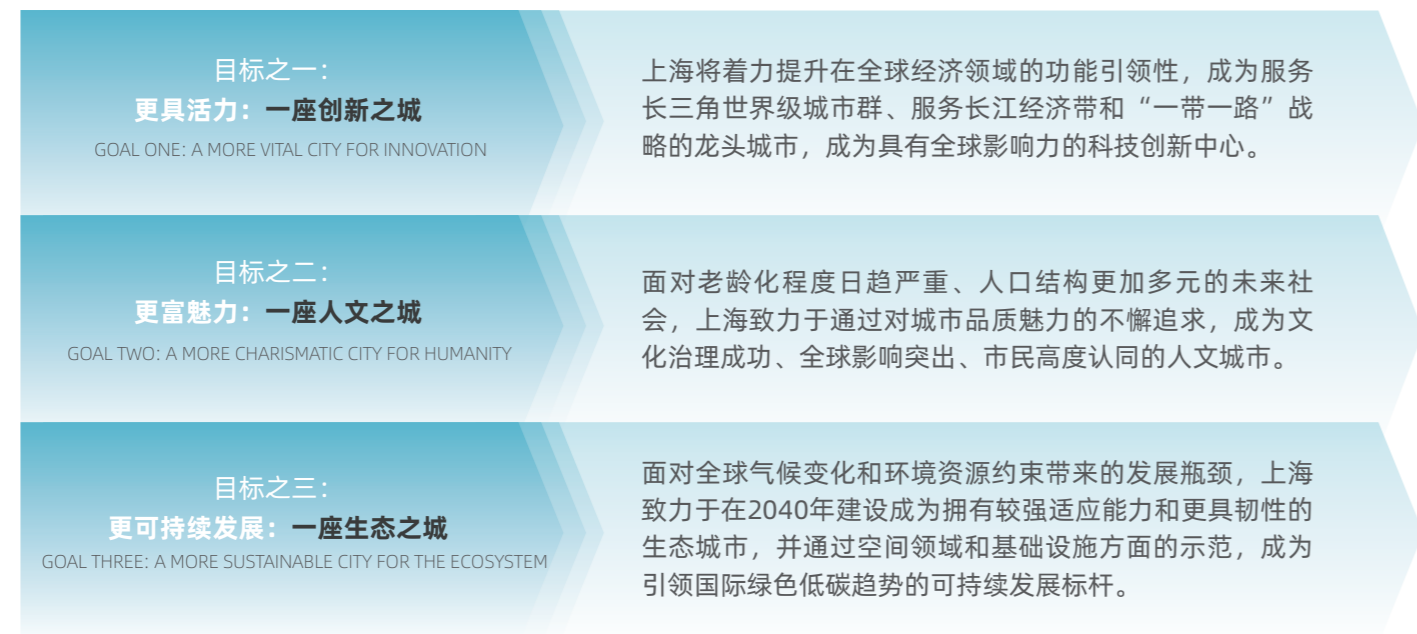 目标之一：
更具活力：一座创新之城
GOAL ONE: A MORE VITAL CITY FOR INNOVATION
上海将着力提升在全球经济领域的功能引领性，成为服务
长三角世界级城市群、服务长江经济带和“一带一路”战
略的龙头城市，成为具有全球影响力的科技创新中心。
目标之二：
更富魅力：一座人文之城
GOAL TWO: A MORE CHARISMATIC CITY FOR HUMANITY
面对老龄化程度日趋严重、人口结构更加多元的未来社
会，上海致力于通过对城市品质魅力的不懈追求，成为文
化治理成功、全球影响突出、市民高度认同的人文城市。
目标之三：
更可持续发展：一座生态之城
GOAL THREE: A MORE SUSTAINABLE CITY FOR THE ECOSYSTEM
面对全球气候变化和环境资源约束带来的发展瓶颈，上海
致力于在2040年建设成为拥有较强适应能力和更具韧性的
生态城市，并通过空间领域和基础设施方面的示范，成为
引领国际绿色低碳趋势的可持续发展标杆。